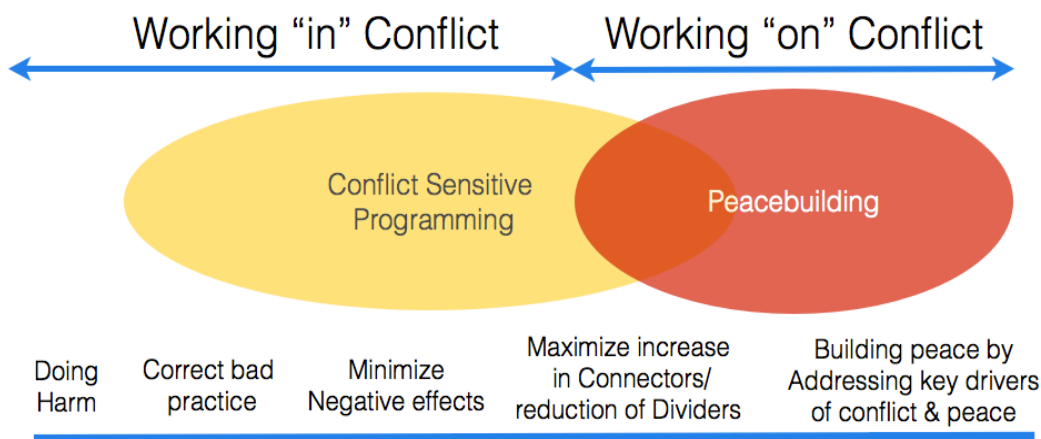 Working “in” Conflict
Working “on” Conflict
Conflict Sensitive
Programming
Peacebuilding
Doing
Harm
Correct bad
practice
Minimize
Negative effects
Maximize increase
in Connectors/
reduction of Dividers
Building peace by
Addressing key drivers
of conflict & peace